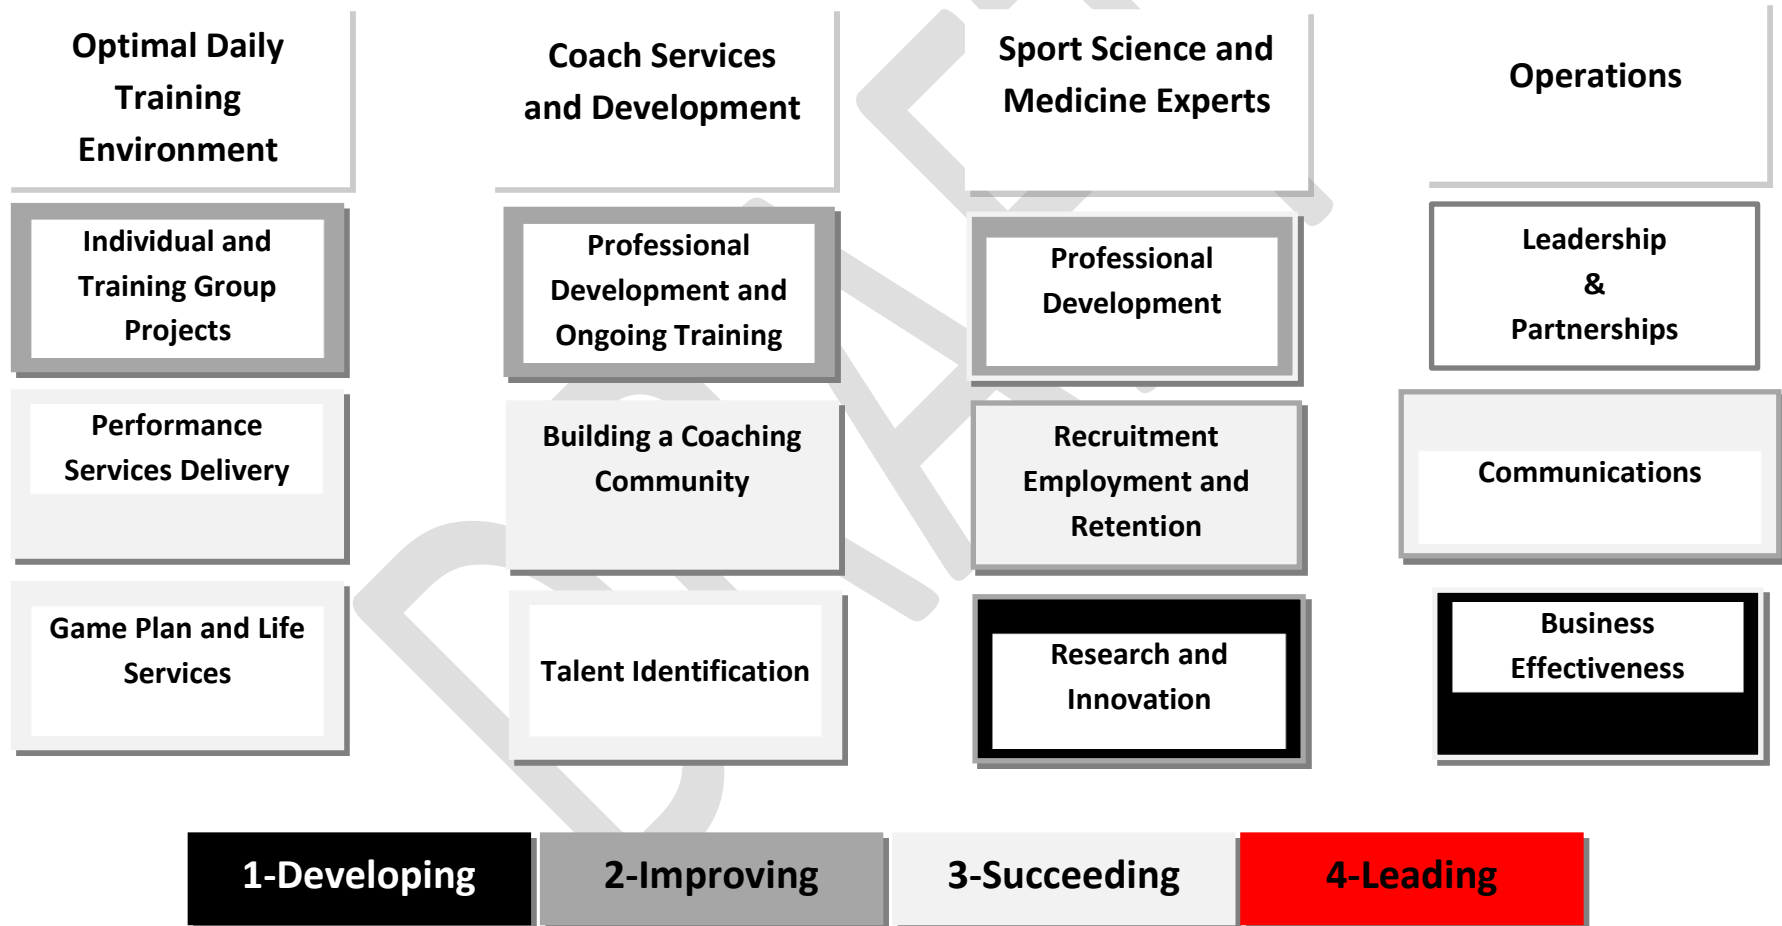 Optimal Daily
Training
Environment
Coach Services
and Development
Sport Science and
Medicine Experts
Operations
Individual and
Training Group
Projects
Professional
Development and
Ongoing Training
Professional
Development
Leadership
&
Partnerships
Performance
Services Delivery
Building a Coaching
Community
Recruitment
Employment and
Retention
Communications
Game Plan and Life
Services
Talent Identification
Research and
Innovation
Business
Effectiveness
1-Developing
2-Improving
3-Succeeding
4-Leading
DRAFT